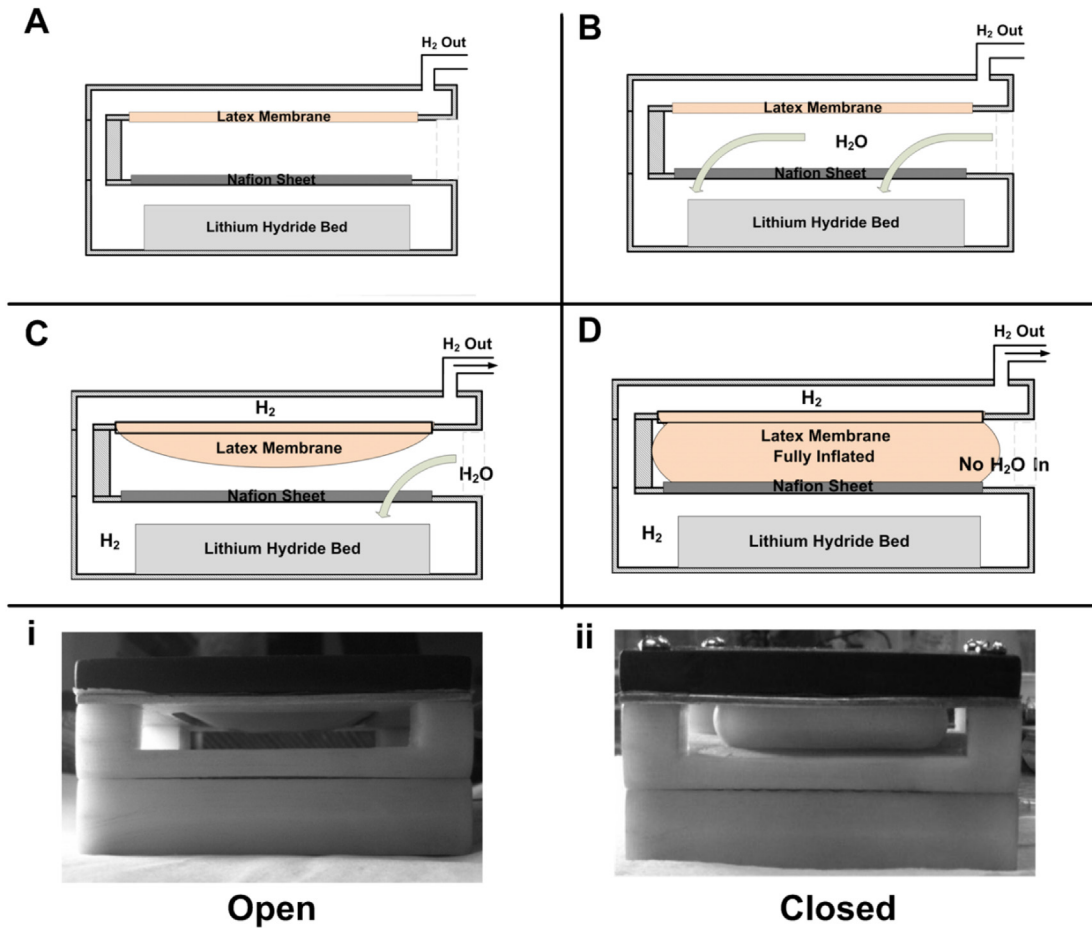 A
H₂ Out
Latex Membrane
Nafion Sheet
Lithium Hydride Bed
B
H₂ Out
Latex Membrane
H₂O
Nafion Sheet
Lithium Hydride Bed
C
H₂ Out
H₂
Latex Membrane
H₂O
Nafion Sheet
H₂
Lithium Hydride Bed
D
H₂ Out
H₂
Latex Membrane
Fully Inflated
No H₂O In
Nafion Sheet
H₂
Lithium Hydride Bed
i
Open
ii
Closed